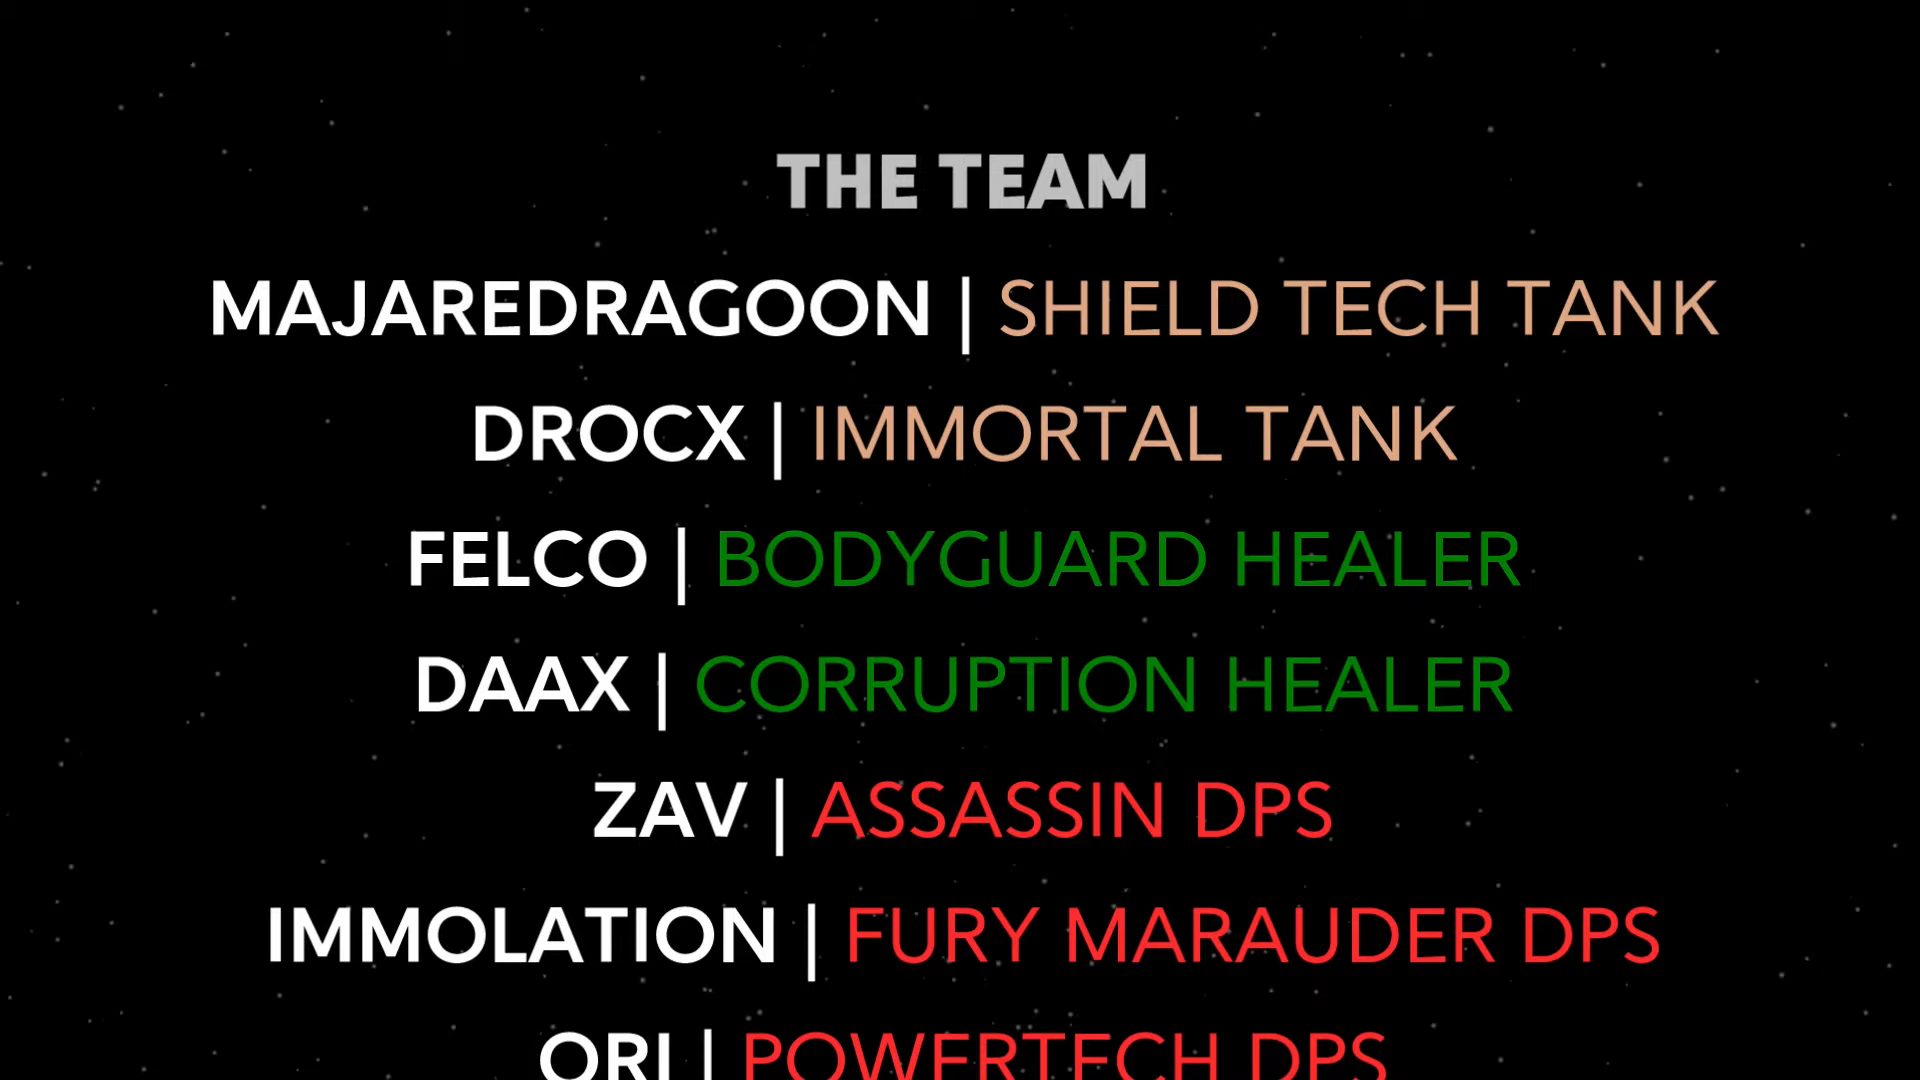 THE TEAM
MAJAREDRAGOON | SHIELD TECH TANK
DROCX | IMMORTAL TANK
FELCO | BODYGUARD HEALER
DAAX | CORRUPTION HEALER
ZAV | ASSASSIN DPS
IMMOLATION | FURY MARAUDER DPS
ORI | POWERTECH DPS